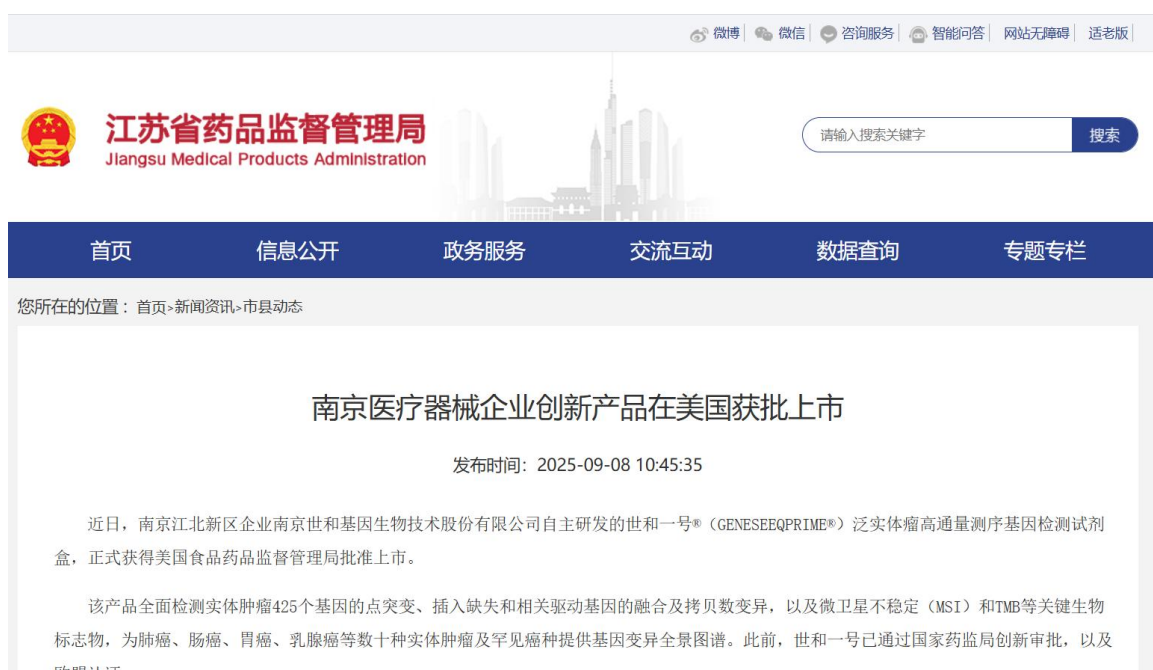 微博 微信 咨询服务 智能问答 网站无障碍 适老版
江苏省药品监督管理局
Jiangsu Medical Products Administration
请输入搜索关键字 搜索
首页 信息公开 政务服务 交流互动 数据查询 专题专栏
您所在的位置：首页>新闻资讯>市县动态
南京医疗器械企业创新产品在美国获批上市
发布时间：2025-09-08 10:45:35
近日，南京江北新区企业南京世和基因生物技术股份有限公司自主研发的世和一号®（GENESEEQPRIME®）泛实体瘤高通量测序基因检测试剂
盒，正式获得美国食品药品监督管理局批准上市。
该产品全面检测实体肿瘤425个基因的点突变、插入缺失和相关驱动基因的融合及拷贝数变异，以及微卫星不稳定（MSI）和TMB等关键生物
标志物，为肺癌、肠癌、胃癌、乳腺癌等数十种实体肿瘤及罕见癌种提供基因变异全景图谱。此前，世和一号已通过国家药监局创新审批，以及